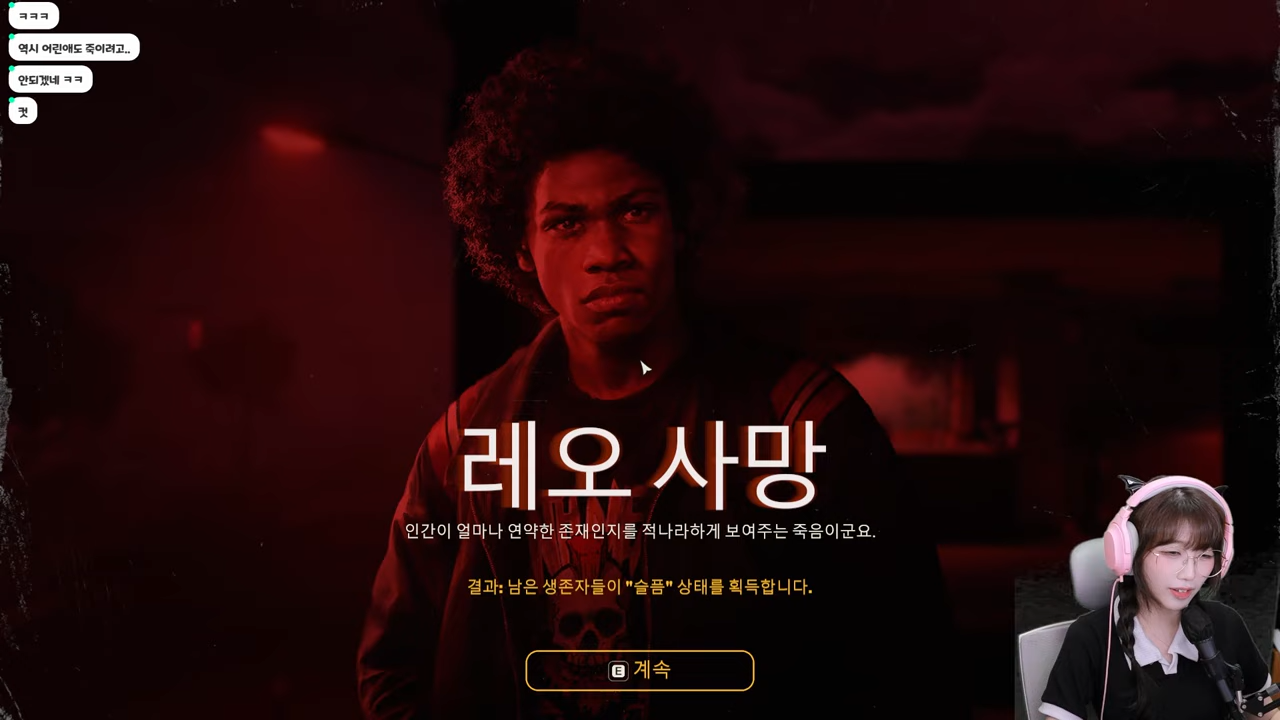 ㅋㅋㅋ
역시 어린애도 죽이려고..
안되겠네 ㅋㅋ
컷
레오 사망
인간이 얼마나 연약한 존재인지를 적나라하게 보여주는 죽음이군요.
결과: 남은 생존자들이 "슬픔" 상태를 획득합니다.
E 계속